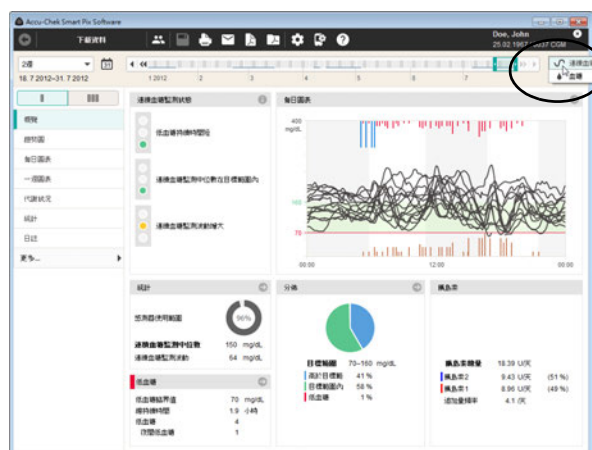 Accu-Chek Smart Pix Software
下載資料
Doe, John
25.02.1967
CGM
2週
18. 7 2012–31. 7 2012
1 2012 2 3 4 5 6 7
連續血糖
血糖
概覽
趨勢圖
每日圖表
一週圖表
代謝狀況
統計
日誌
更多...
連續血糖監測狀態
低血糖持續時間短
連續血糖監測中位數在目標範圍內
連續血糖監測波動增大
每日圖表
400
mg/dL
160
70
00:00 12:00 00:00
統計
感測器使用範圍
96%
連續血糖監測中位數 150 mg/dL
連續血糖監測波動 64 mg/dL
低血糖
低血糖臨界值 70 mg/dL
維持續時間 1:9 小時
低血糖 4
夜間低血糖 1
分佈
目標範圍 70–160 mg/dL
高於目標範 41 %
目標範圍內 58 %
低血糖 1 %
胰島素
胰島素總量 18.39 U/天
胰島素2 9.43 U/天 (51 %)
胰島素1 8.96 U/天 (49 %)
追加量頻率 4.1 /天